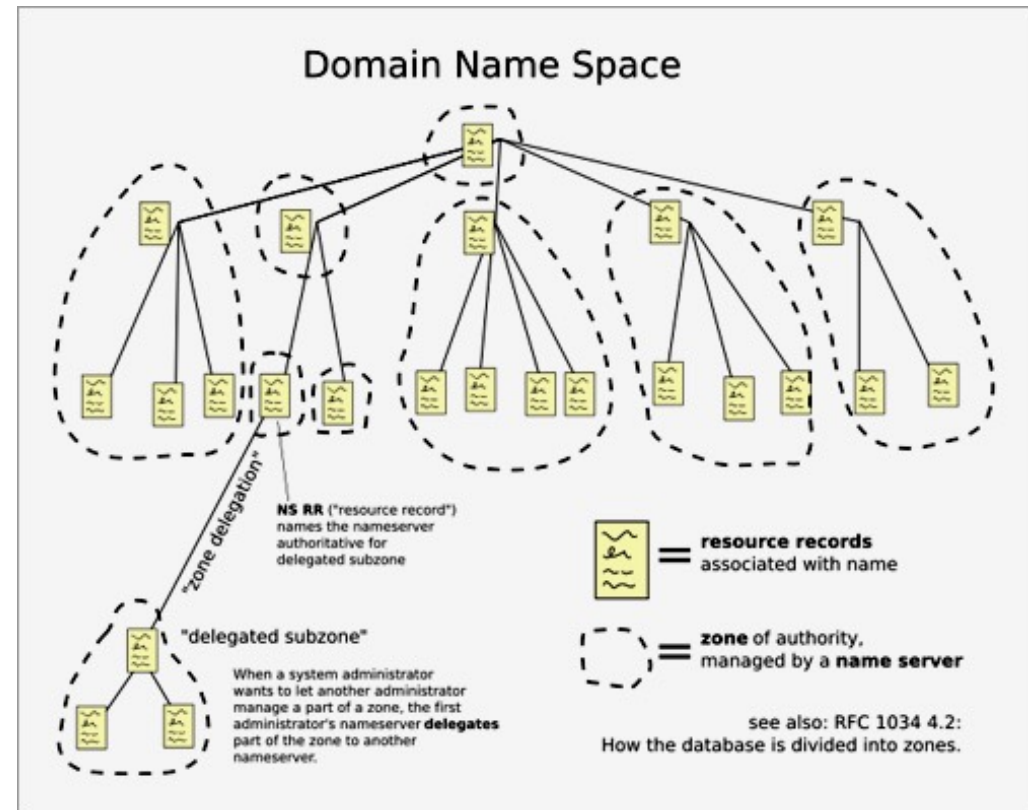 Domain Name Space
"zone delegation"
NS RR ("resource record")
names the nameserver
authoritative for
delegated subzone
"delegated subzone"
When a system administrator
wants to let another administrator
manage a part of a zone, the first
administrator's nameserver delegates
part of the zone to another
nameserver.
= resource records
associated with name
= zone of authority,
managed by a name server
see also: RFC 1034 4.2:
How the database is divided into zones.